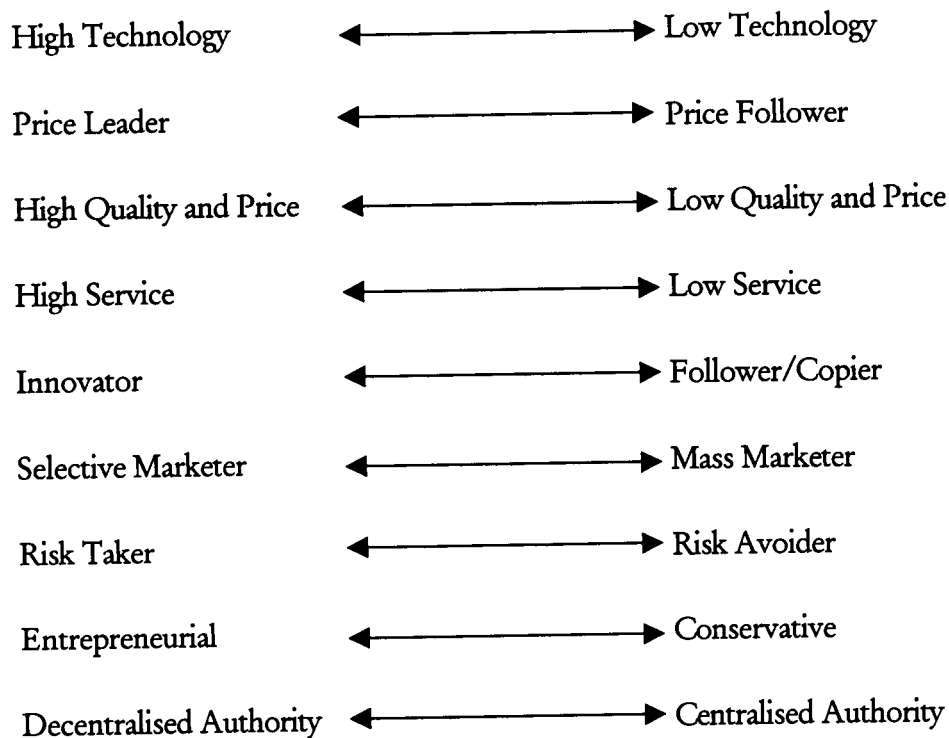 High Technology Low Technology
Price Leader Price Follower
High Quality and Price Low Quality and Price
High Service Low Service
Innovator Follower/Copier
Selective Marketer Mass Marketer
Risk Taker Risk Avoider
Entrepreneurial Conservative
Decentralised Authority Centralised Authority